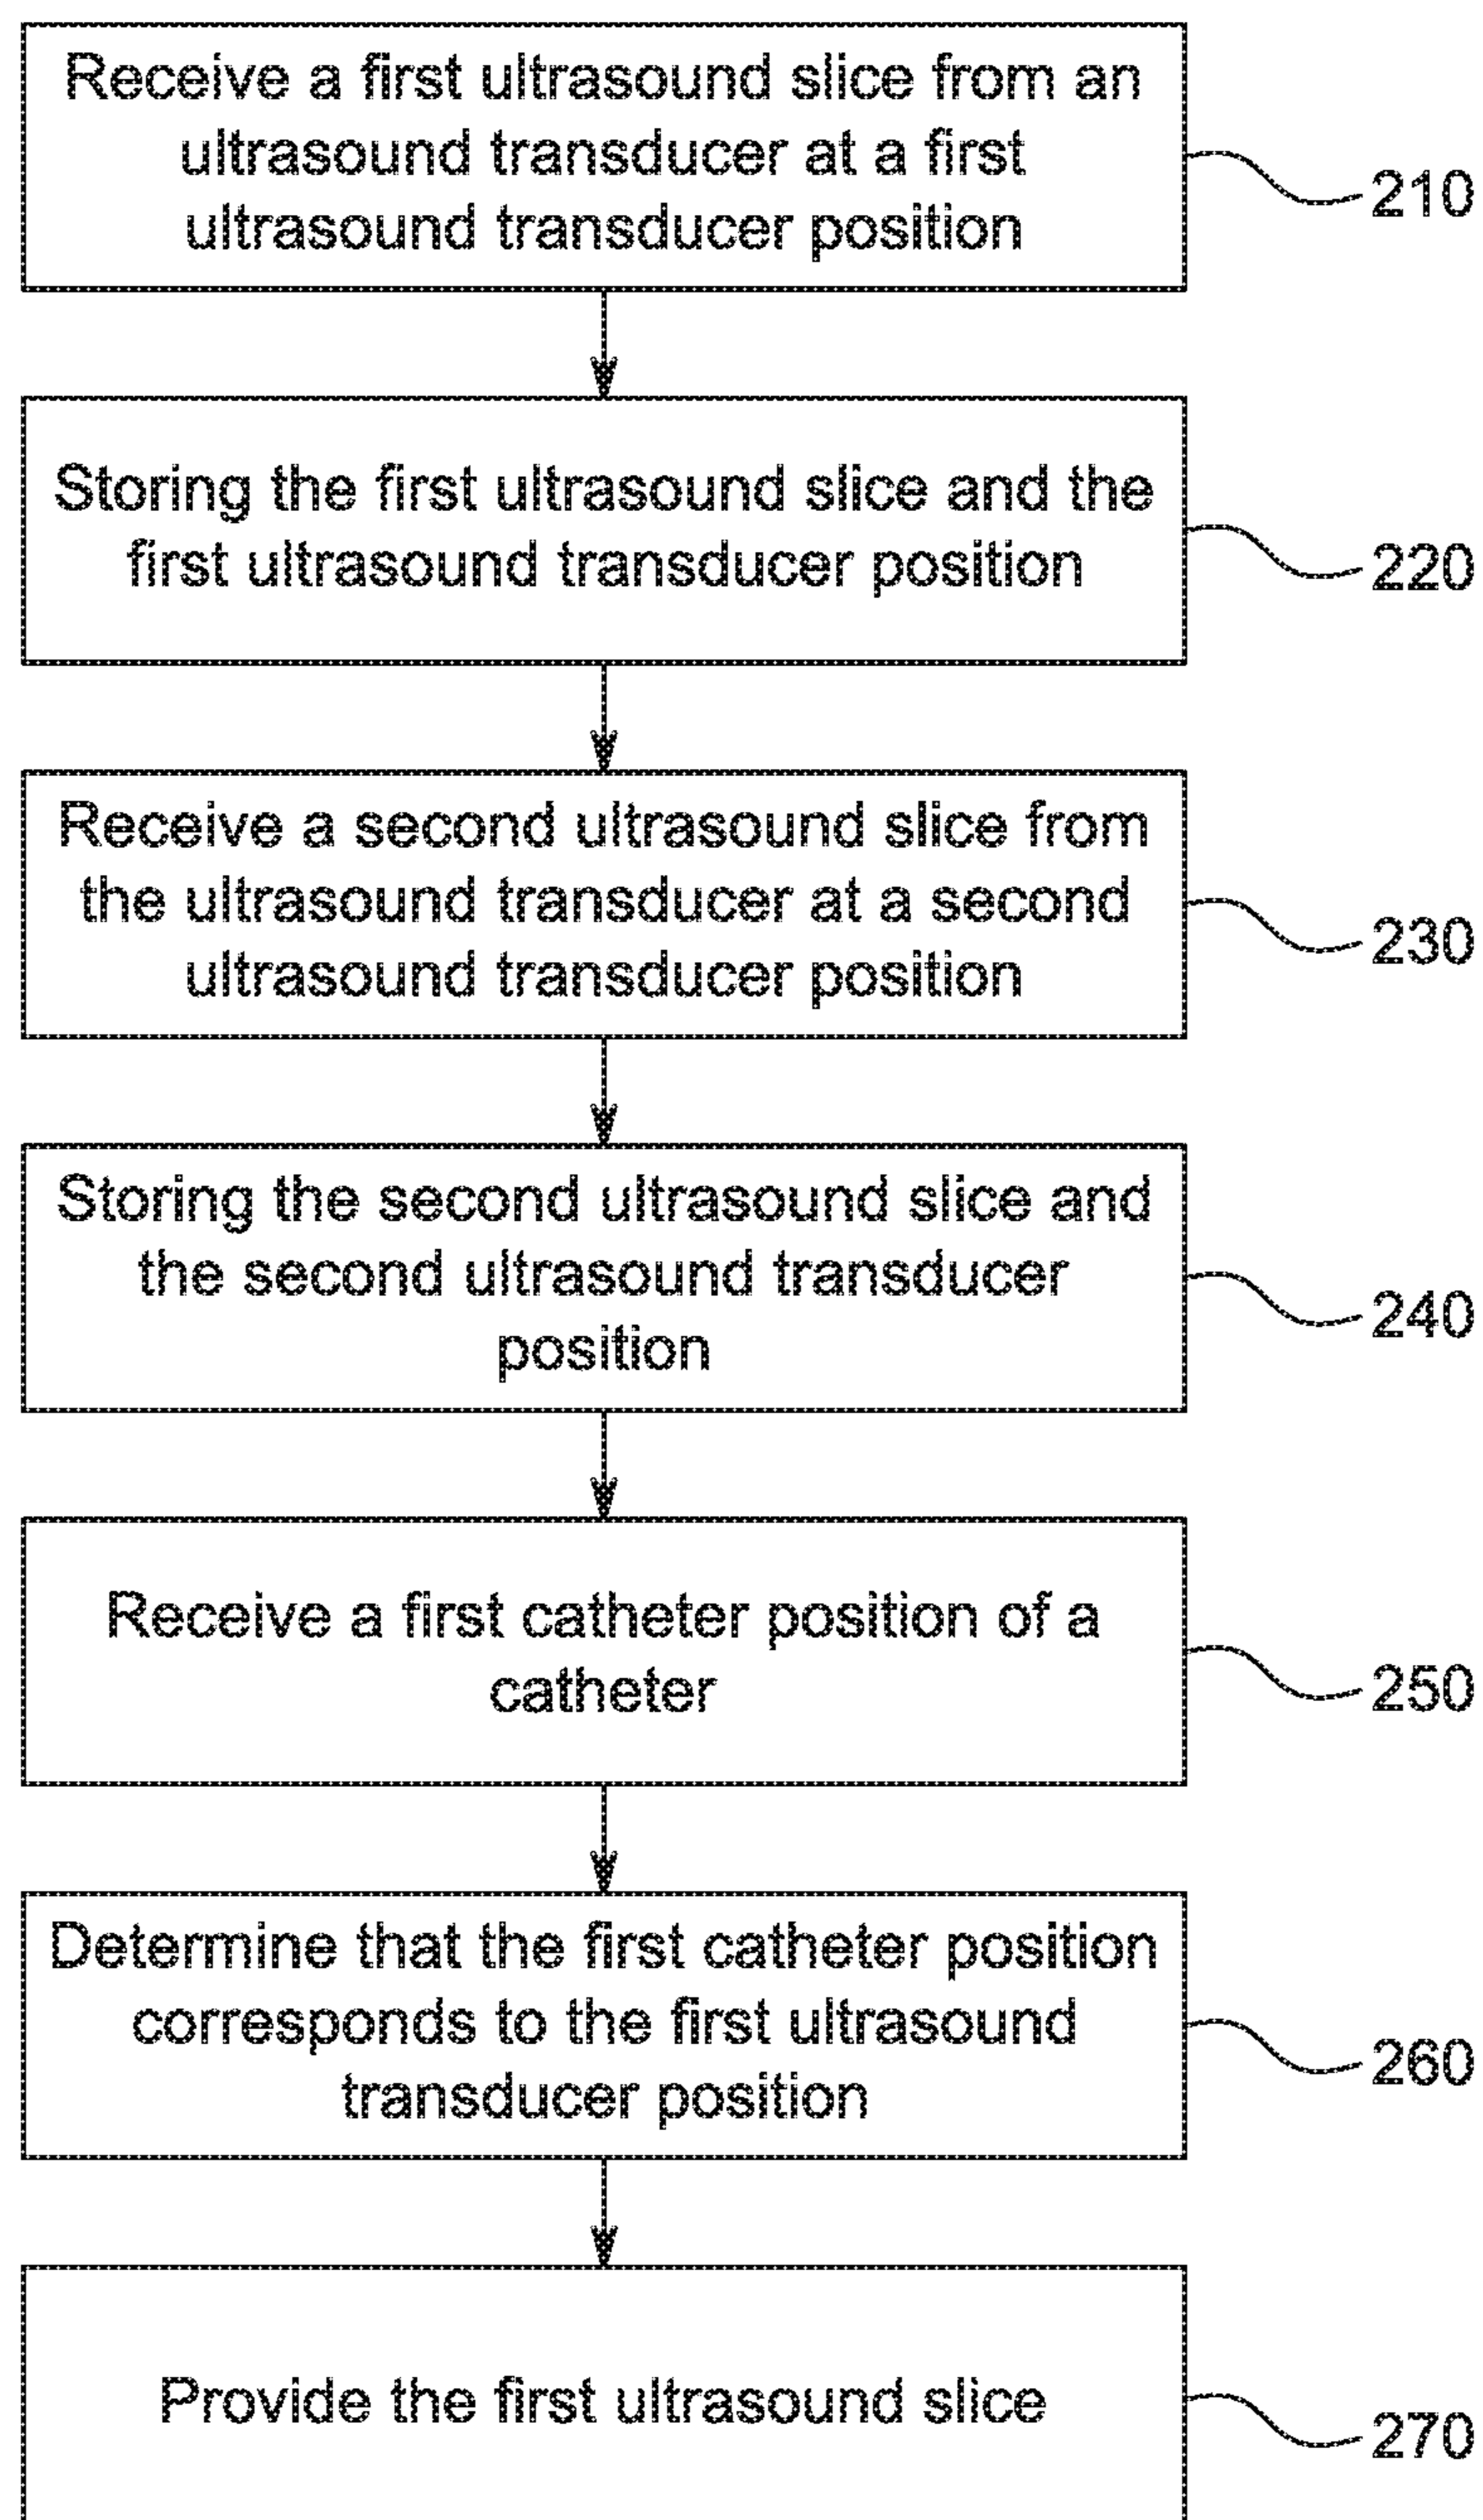 Receive a first ultrasound slice from an
ultrasound transducer at a first
ultrasound transducer position
210
Storing the first ultrasound slice and the
first ultrasound transducer position
220
Receive a second ultrasound slice from
the ultrasound transducer at a second
ultrasound transducer position
230
Storing the second ultrasound slice and
the second ultrasound transducer
position
240
Receive a first catheter position of a
catheter
250
Determine that the first catheter position
corresponds to the first ultrasound
transducer position
260
Provide the first ultrasound slice
270